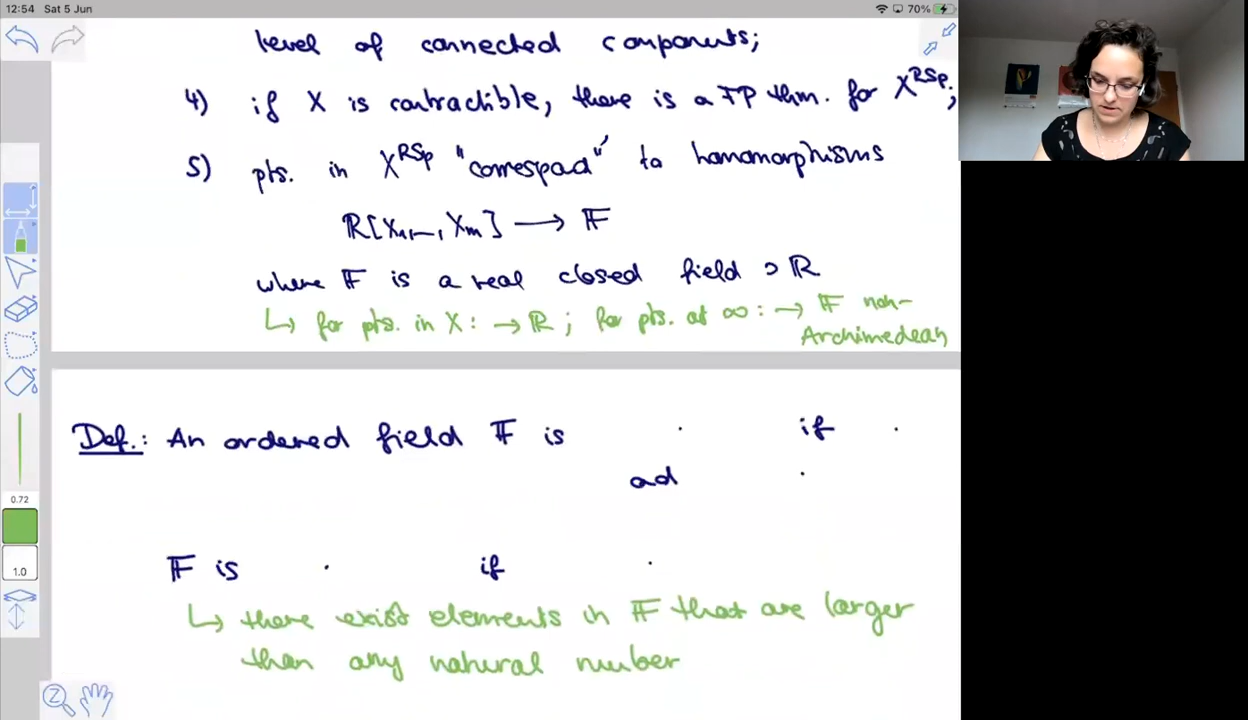 12:54 Sat 5 Jun
70%
level of connected components;
4) if X is contractible, there is a FP thm. for X^RSp;
5) pts. in X^RSp "correspond" to homomorphisms
ℝ[X₁,…,Xₘ] → 𝔽
where 𝔽 is a real closed field ⊃ ℝ
↳ for pts. in X: → ℝ; for pts. at ∞: → 𝔽 non-
Archimedean
Def.: An ordered field 𝔽 is if
and
𝔽 is if
↳ there exist elements in 𝔽 that are larger
than any natural number
0.72
1.0
Z